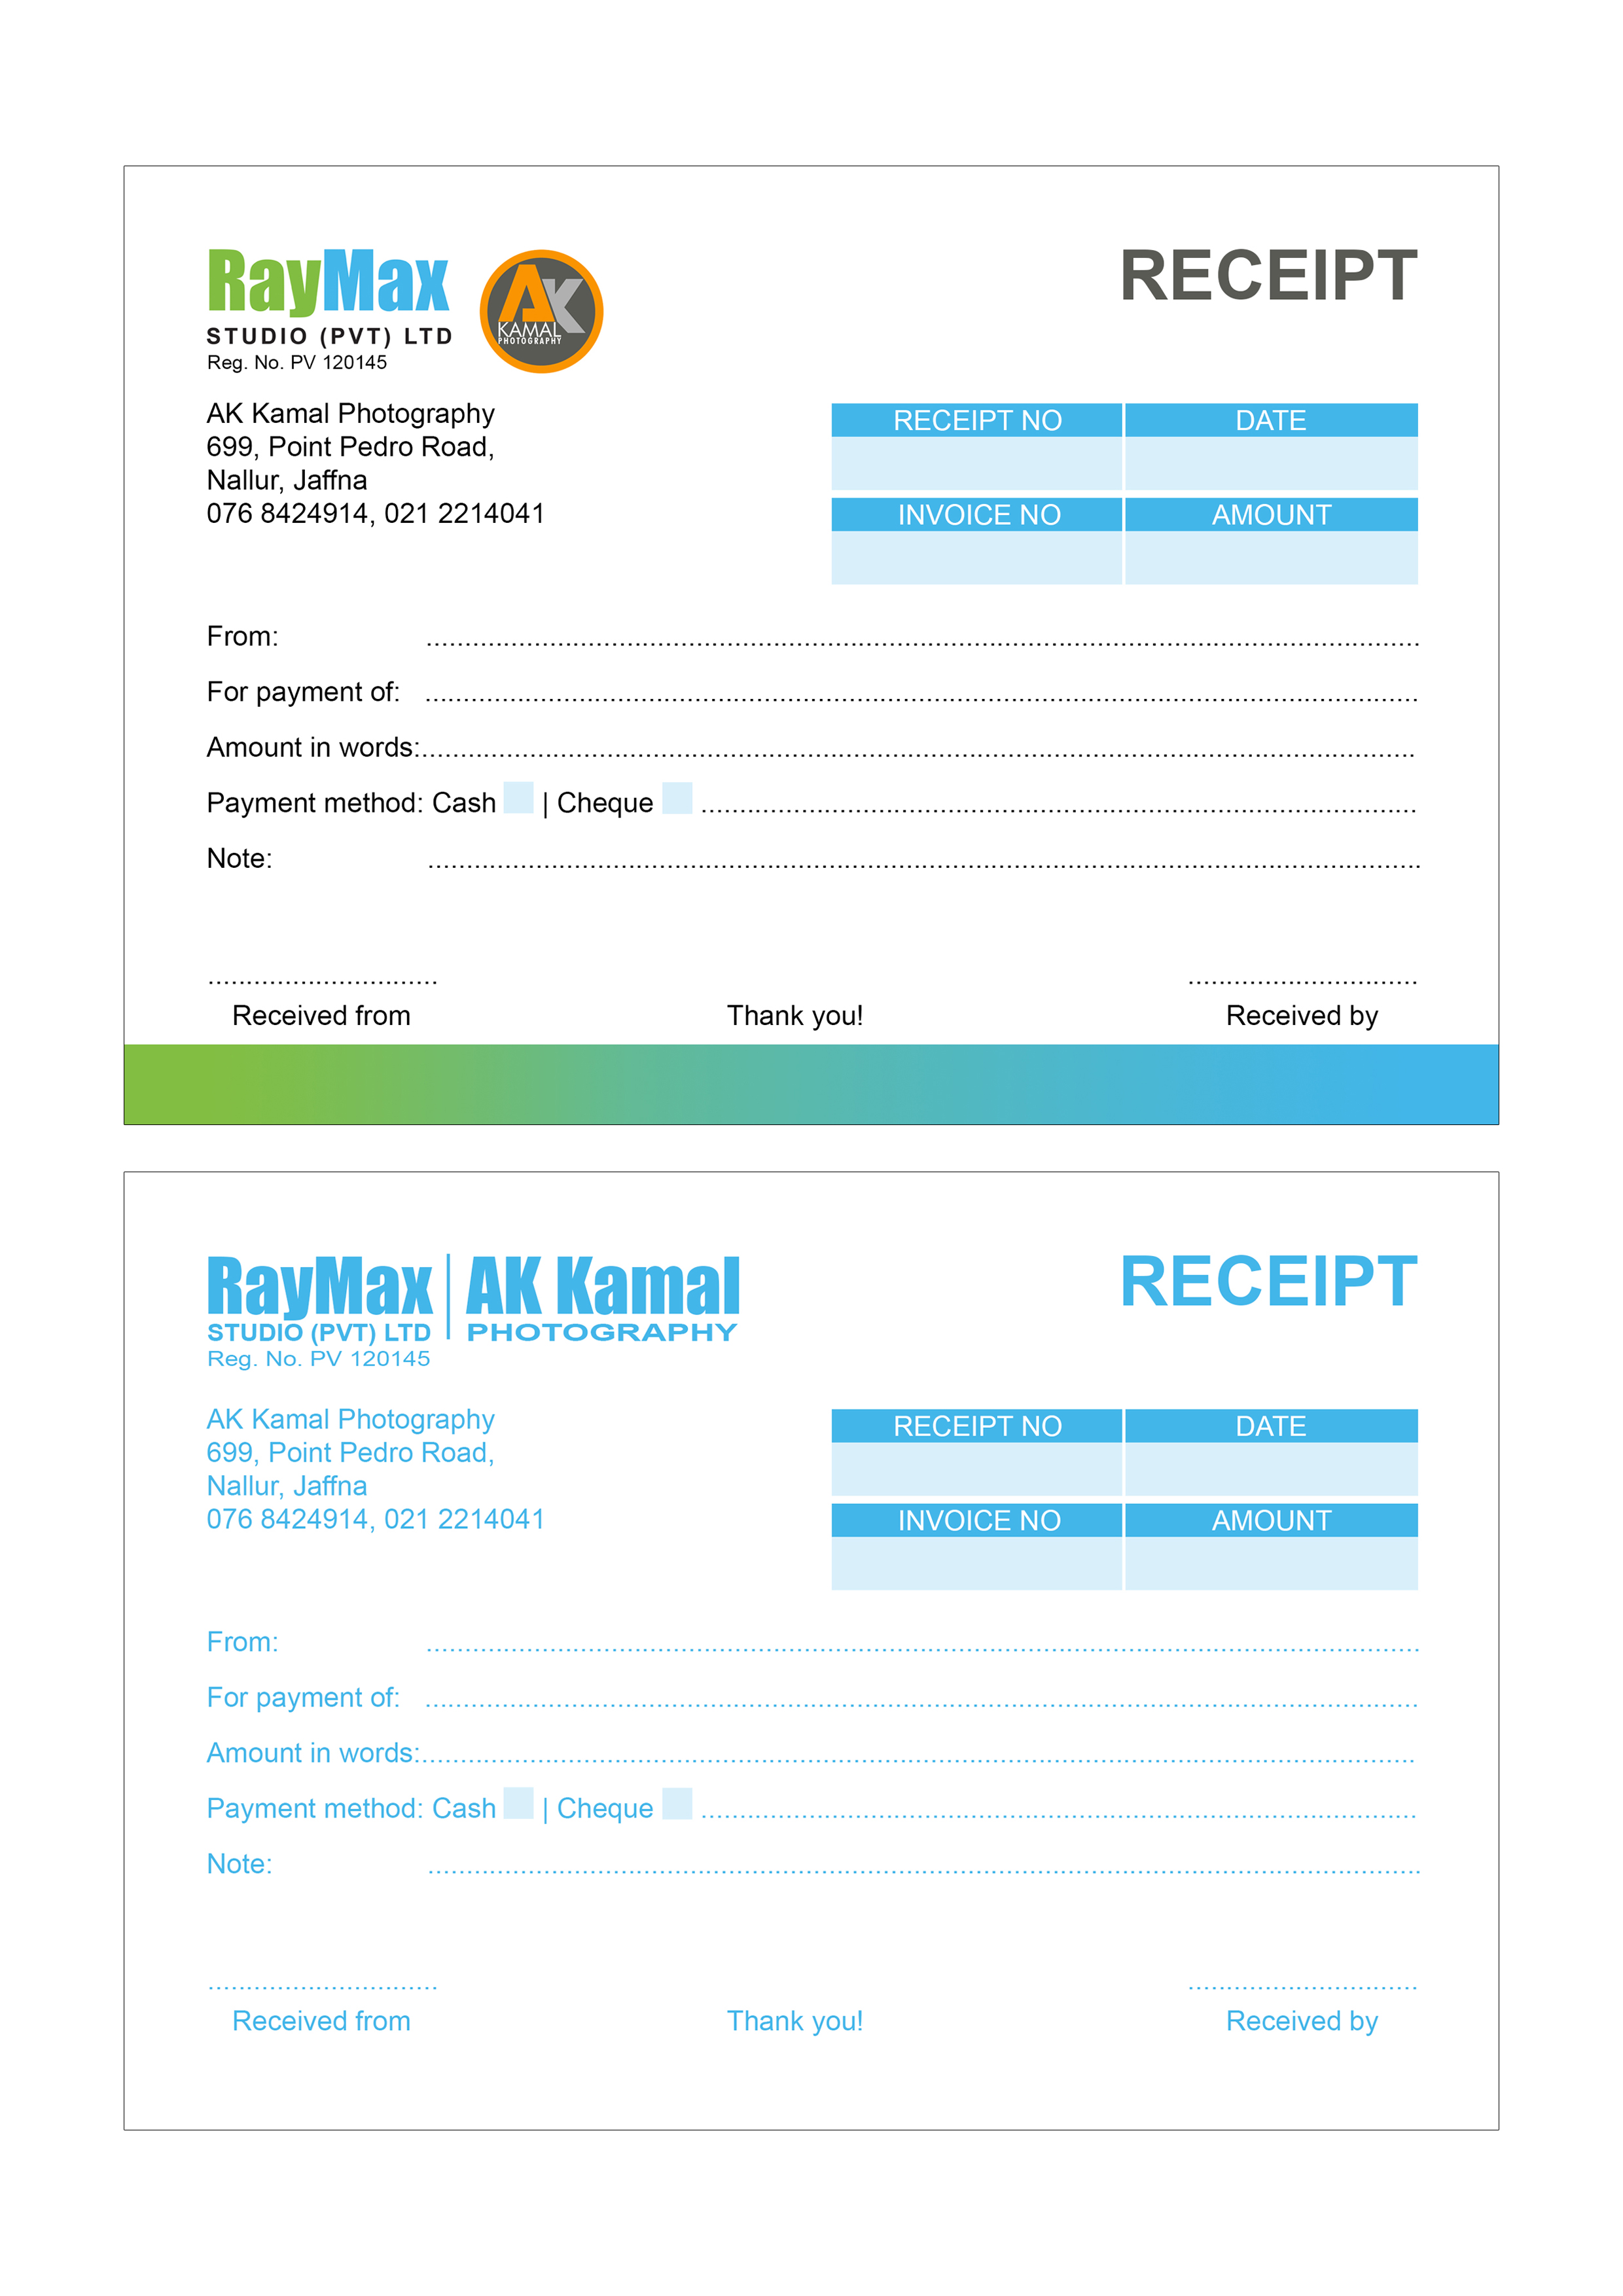 RayMax
STUDIO (PVT) LTD
Reg. No. PV 120145
AK
KAMAL
PHOTOGRAPHY
RECEIPT
AK Kamal Photography
699, Point Pedro Road,
Nallur, Jaffna
076 8424914, 021 2214041
RECEIPT NO DATE
INVOICE NO AMOUNT
From: ........................................
For payment of: ........................................
Amount in words:........................................
Payment method: Cash | Cheque ........................................
Note: ........................................
Received from Thank you! Received by
RayMax | AK Kamal
STUDIO (PVT) LTD PHOTOGRAPHY
Reg. No. PV 120145
RECEIPT
AK Kamal Photography
699, Point Pedro Road,
Nallur, Jaffna
076 8424914, 021 2214041
RECEIPT NO DATE
INVOICE NO AMOUNT
From: ........................................
For payment of: ........................................
Amount in words:........................................
Payment method: Cash | Cheque ........................................
Note: ........................................
Received from Thank you! Received by